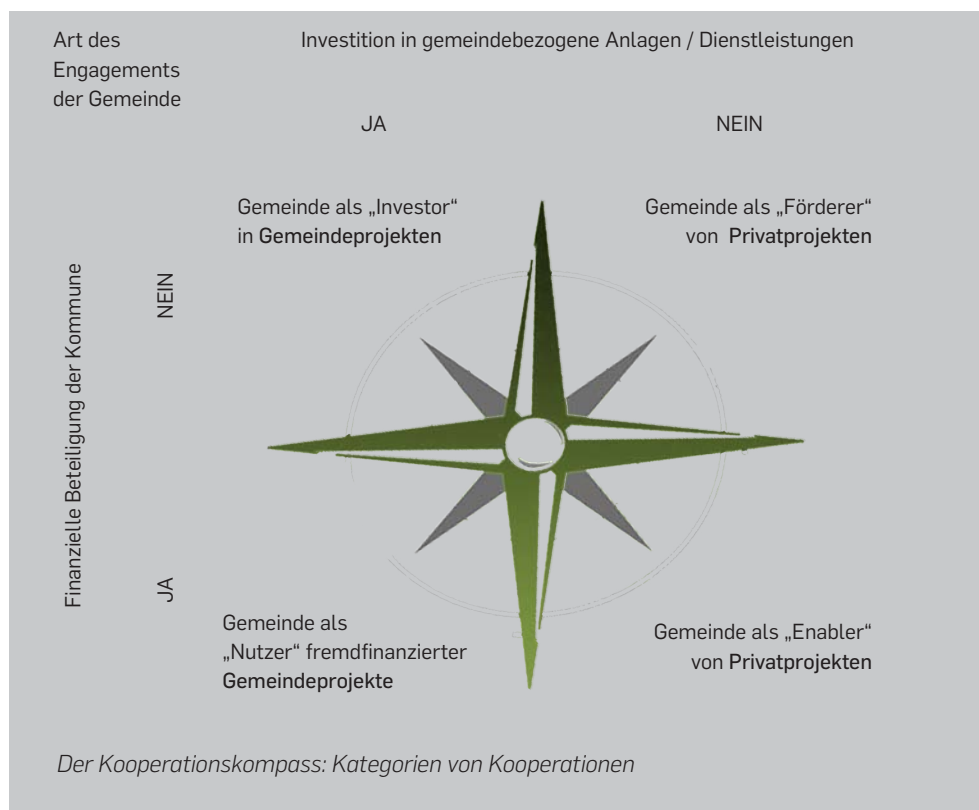 Art des
Engagements
der Gemeinde
Investition in gemeindebezogene Anlagen / Dienstleistungen
JA
NEIN
Gemeinde als „Investor“
in Gemeindeprojekten
Gemeinde als „Förderer“
von Privatprojekten
Finanzielle Beteiligung der Kommune
NEIN
JA
Gemeinde als
„Nutzer“ fremdfinanzierter
Gemeindeprojekte
Gemeinde als „Enabler“
von Privatprojekten
Der Kooperationskompass: Kategorien von Kooperationen